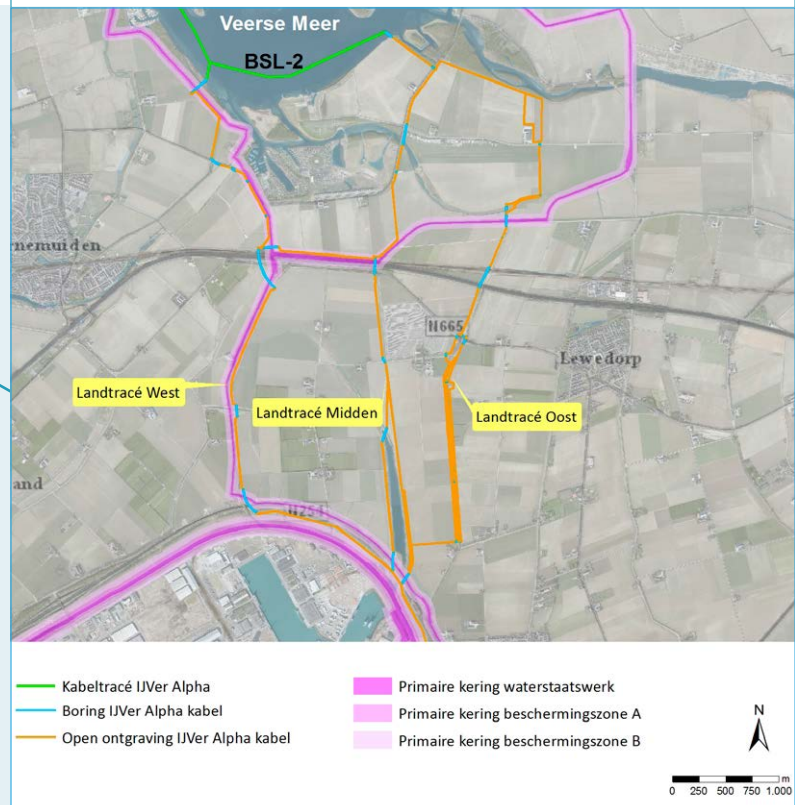 Veerse Meer
BSL-2
nemuiden
N665
Lewedorp
Landtracé West
Landtracé Midden
Landtracé Oost
and
N254
Kabeltracé IJVer Alpha
Boring IJVer Alpha kabel
Open ontgraving IJVer Alpha kabel
Primaire kering waterstaatswerk
Primaire kering beschermingszone A
Primaire kering beschermingszone B
N
m
0 250 500 750 1.000